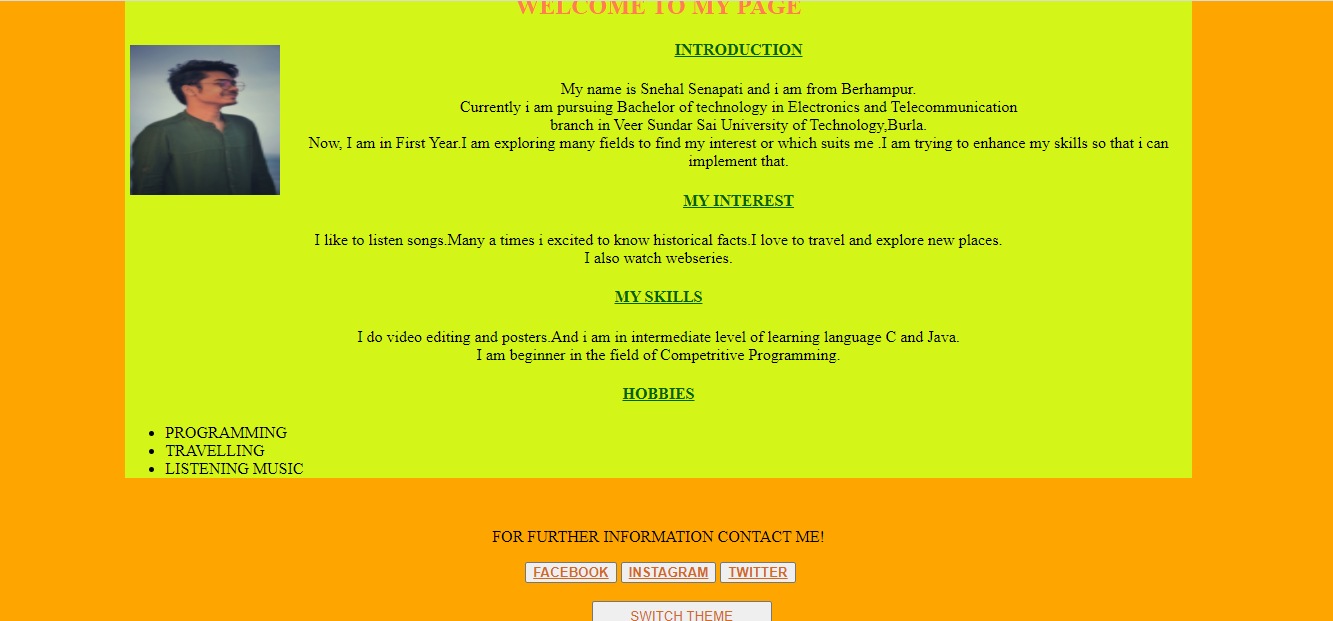 WELCOME TO MY PAGE
INTRODUCTION
My name is Snehal Senapati and i am from Berhampur.
Currently i am pursuing Bachelor of technology in Electronics and Telecommunication
branch in Veer Sundar Sai University of Technology,Burla.
Now, I am in First Year.I am exploring many fields to find my interest or which suits me .I am trying to enhance my skills so that i can
implement that.
MY INTEREST
I like to listen songs.Many a times i excited to know historical facts.I love to travel and explore new places.
I also watch webseries.
MY SKILLS
I do video editing and posters.And i am in intermediate level of learning language C and Java.
I am beginner in the field of Competritive Programming.
HOBBIES
• PROGRAMMING
• TRAVELLING
• LISTENING MUSIC
FOR FURTHER INFORMATION CONTACT ME!
FACEBOOK INSTAGRAM TWITTER
SWITCH THEME